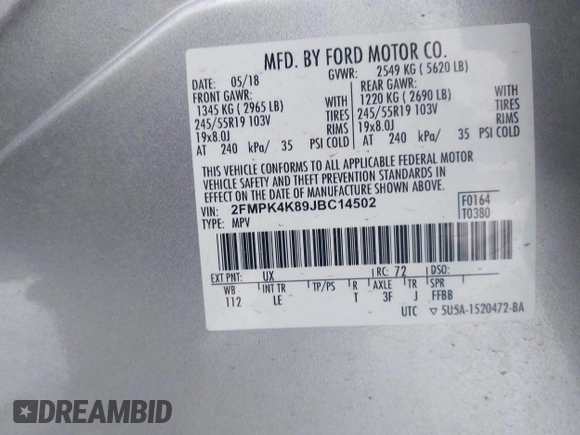 MFD. BY FORD MOTOR CO.
DATE: 05/18 GVWR: 2549 KG ( 5620 LB)
FRONT GAWR: REAR GAWR:
1345 KG ( 2965 LB) WITH 1220 KG ( 2690 LB) WITH
245/55R19 103V TIRES 245/55R19 103V TIRES
19x8.0J RIMS 19x8.0J RIMS
AT 240 kPa/ 35 PSI COLD AT 240 kPa/ 35 PSI COLD
THIS VEHICLE CONFORMS TO ALL APPLICABLE FEDERAL MOTOR
VEHICLE SAFETY AND THEFT PREVENTION STANDARDS IN EFFECT
ON THE DATE OF MANUFACTURE SHOWN ABOVE.
VIN: 2FMPK4K89JBC14502 F0164
TYPE: MPV T0380
EXT PNT: UX RC: 72 DSO:
WB INT TR TP/PS R AXLE TR SPR
112 LE T 3F J FFBB
UTC ▽ 5U5A-1520472-BA
DREAMBID